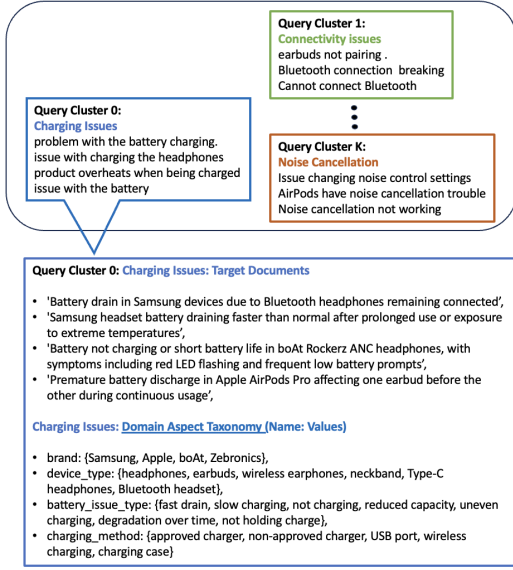 Query Cluster 1:
Connectivity issues
earbuds not pairing .
Bluetooth connection breaking
Cannot connect Bluetooth
Query Cluster 0:
Charging Issues
problem with the battery charging.
issue with charging the headphones
product overheats when being charged
issue with the battery
Query Cluster K:
Noise Cancellation
Issue changing noise control settings
AirPods have noise cancellation trouble
Noise cancellation not working
Query Cluster 0: Charging Issues: Target Documents
• 'Battery drain in Samsung devices due to Bluetooth headphones remaining connected',
• 'Samsung headset battery draining faster than normal after prolonged use or exposure
to extreme temperatures',
• 'Battery not charging or short battery life in boAt Rockerz ANC headphones, with
symptoms including red LED flashing and frequent low battery prompts',
• 'Premature battery discharge in Apple AirPods Pro affecting one earbud before the
other during continuous usage',
Charging Issues: Domain Aspect Taxonomy (Name: Values)
• brand: {Samsung, Apple, boAt, Zebronics},
• device_type: {headphones, earbuds, wireless earphones, neckband, Type-C
headphones, Bluetooth headset},
• battery_issue_type: {fast drain, slow charging, not charging, reduced capacity, uneven
charging, degradation over time, not holding charge},
• charging_method: {approved charger, non-approved charger, USB port, wireless
charging, charging case}